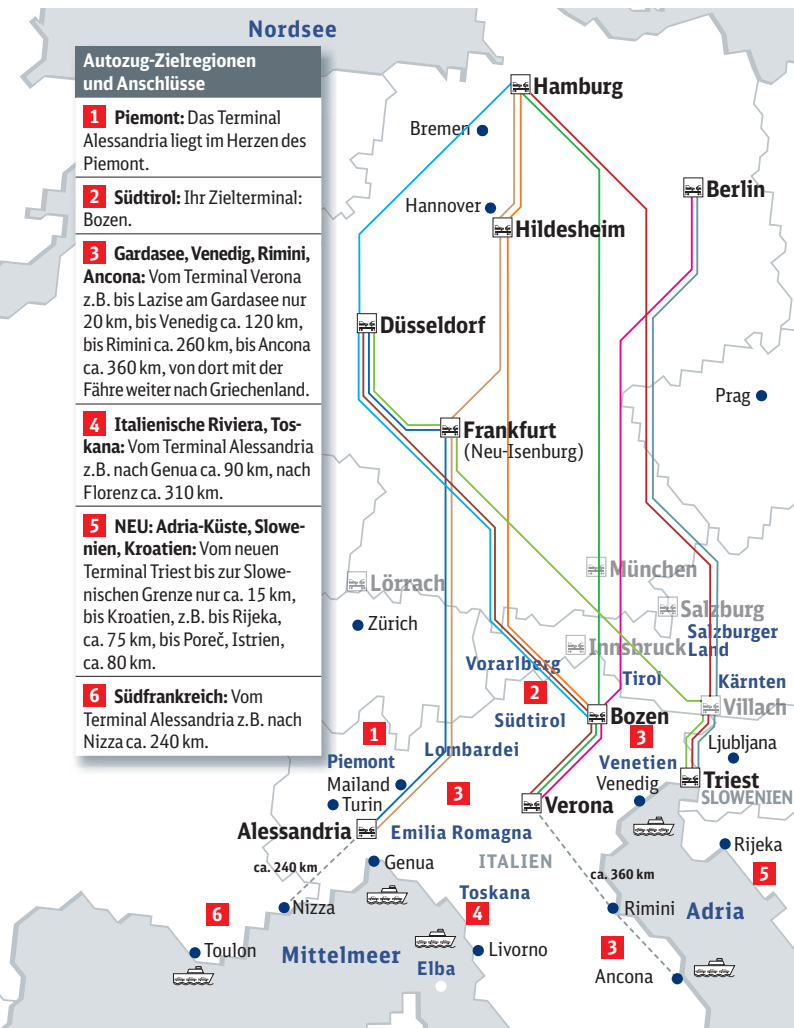 Nordsee
Autozug-Zielregionen
und Anschlüsse
1 Piemont: Das Terminal
Alessandria liegt im Herzen des
Piemont.
2 Südtirol: Ihr Zielterminal:
Bozen.
3 Gardasee, Venedig, Rimini,
Ancona: Vom Terminal Verona
z.B. bis Lazise am Gardasee nur
20 km, bis Venedig ca. 120 km,
bis Rimini ca. 260 km, bis Ancona
ca. 360 km, von dort mit der
Fähre weiter nach Griechenland.
4 Italienische Riviera, Tos-
kana: Vom Terminal Alessandria
z.B. nach Genua ca. 90 km, nach
Florenz ca. 310 km.
5 NEU: Adria-Küste, Slowe-
nien, Kroatien: Vom neuen
Terminal Triest bis zur Slowe-
nischen Grenze nur ca. 15 km,
bis Kroatien, z.B. bis Rijeka,
ca. 75 km, bis Poreč, Istrien,
ca. 80 km.
6 Südfrankreich: Vom
Terminal Alessandria z.B. nach
Nizza ca. 240 km.
Hamburg
Bremen
Berlin
Hannover
Hildesheim
Düsseldorf
Prag
Frankfurt
(Neu-Isenburg)
München
Lörrach
Salzburg
Zürich
Salzburger
Land
Innsbruck
Vorarlberg
Tirol
Kärnten
2
Südtirol
Villach
Bozen
1
3
Ljubljana
Piemont
Lombardei
Venetien
Mailand
Venedig
Triest
3
SLOWENIEN
Turin
Verona
Alessandria
Emilia Romagna
Rijeka
Genua
ITALIEN
ca. 240 km
ca. 360 km
5
Toskana
6
Nizza
4
Rimini
Adria
Toulon
Mittelmeer
Livorno
3
Elba
Ancona